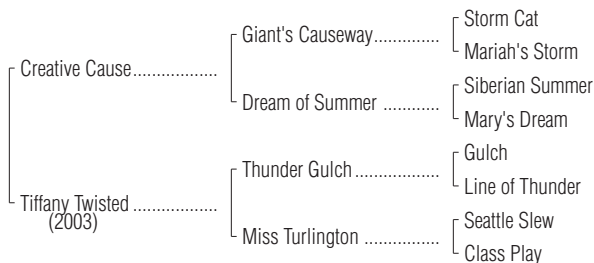 Storm Cat
Giant's Causeway..............
Mariah's Storm
Creative Cause.................
Siberian Summer
Dream of Summer ............
Mary's Dream
Gulch
Thunder Gulch ..................
Line of Thunder
Tiffany Twisted .................
(2003)
Seattle Slew
Miss Turlington ................
Class Play